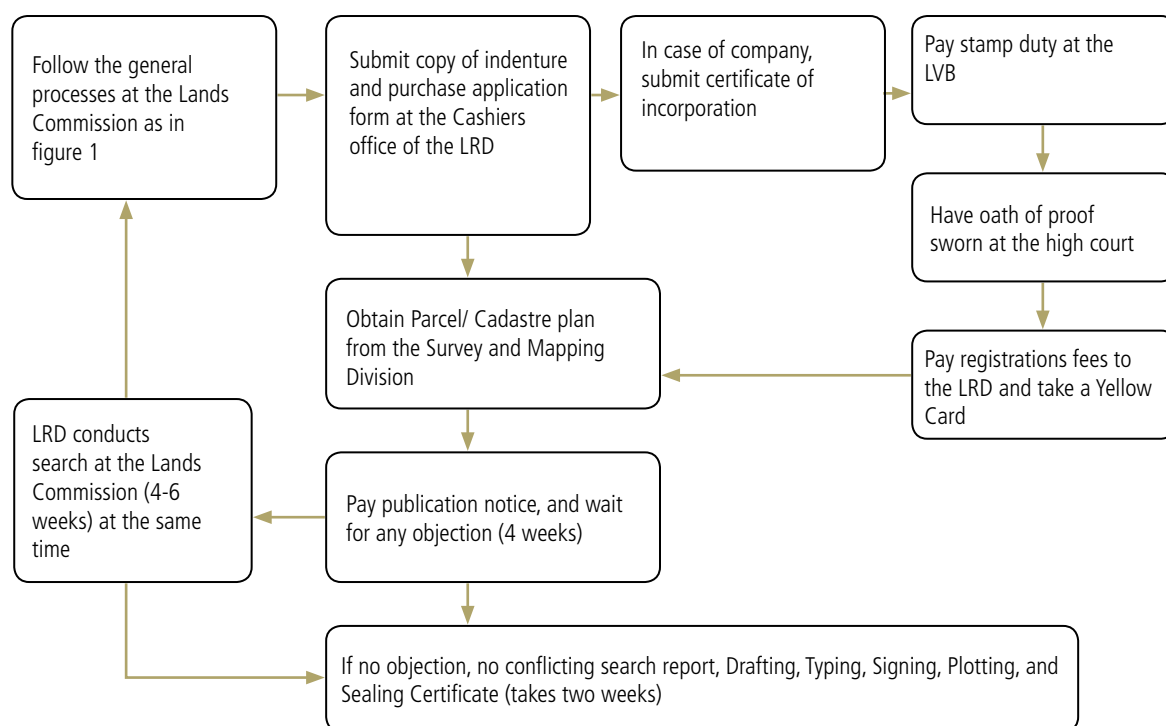 Follow the general
processes at the Lands
Commission as in
figure 1
Submit copy of indenture
and purchase application
form at the Cashiers
office of the LRD
In case of company,
submit certificate of
incorporation
Pay stamp duty at the
LVB
Have oath of proof
sworn at the high court
Pay registrations fees to
the LRD and take a Yellow
Card
Obtain Parcel/ Cadastre plan
from the Survey and Mapping
Division
Pay publication notice, and wait
for any objection (4 weeks)
LRD conducts
search at the Lands
Commission (4-6
weeks) at the same
time
If no objection, no conflicting search report, Drafting, Typing, Signing, Plotting, and
Sealing Certificate (takes two weeks)